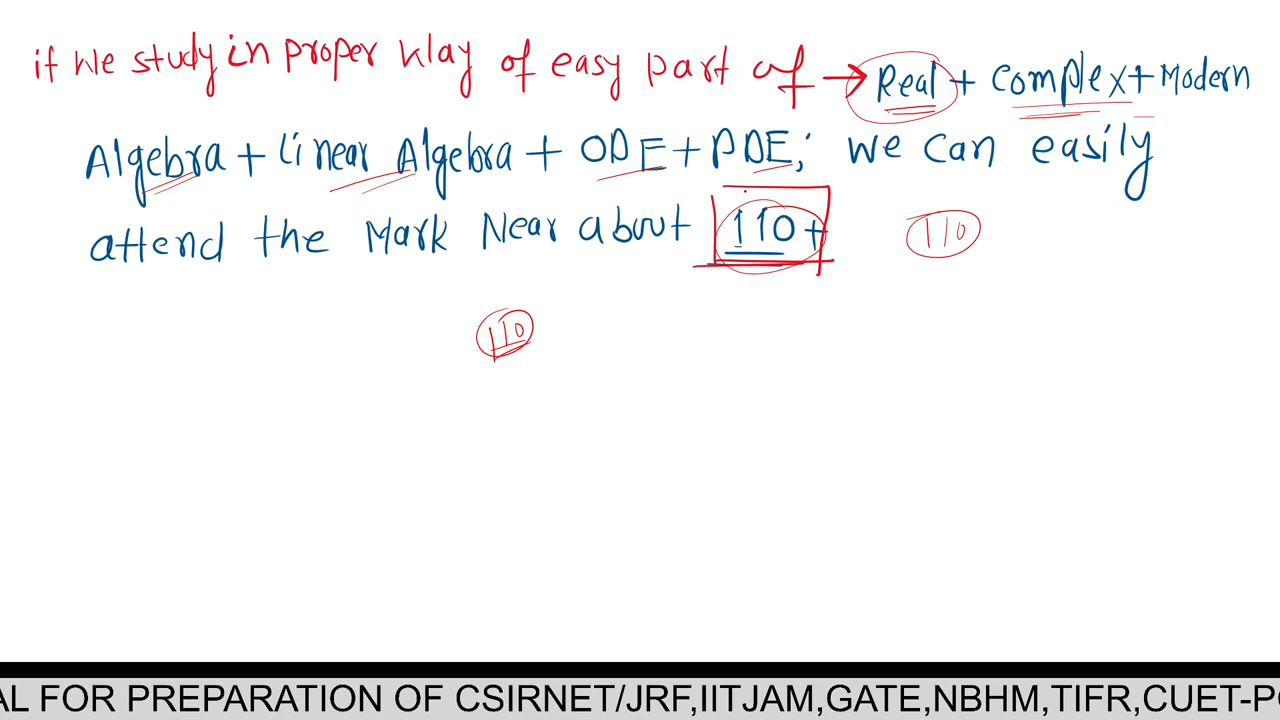 if we study in proper way of easy part of → Real + Complex + Modern
Algebra + Linear Algebra + ODE + PDE; we can easily
attend the Mark Near about 110+ 110
110
AL FOR PREPARATION OF CSIRNET/JRF,IITJAM,GATE,NBHM,TIFR,CUET-P